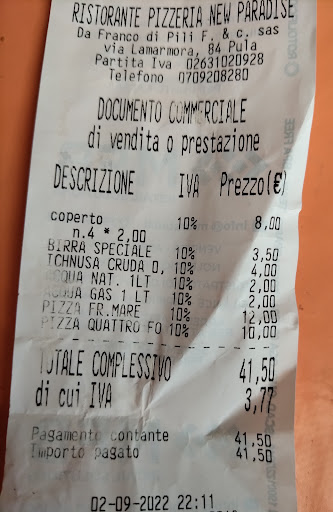 RISTORANTE PIZZERIA NEW PARADISE
Da Franco di Pili F. & c. sas
via Lamarmora, 84 Pula
Partita Iva 02631020928
Telefono 0709208280
DOCUMENTO COMMERCIALE
di vendita o prestazione
DESCRIZIONE IVA Prezzo(€)
coperto 10% 8,00
n.4 * 2,00
BIRRA SPECIALE 10% 3,50
ICHNUSA CRUDA 0, 10% 4,00
ACQUA NAT. 1LT 10% 2,00
ACQUA GAS 1 LT 10% 2,00
PIZZA FR.MARE 10% 12,00
PIZZA QUATTRO FO 10% 10,00
TOTALE COMPLESSIVO 41,50
di cui IVA 3,77
Pagamento contante 41,50
Importo pagato 41,50
02-09-2022 22:11